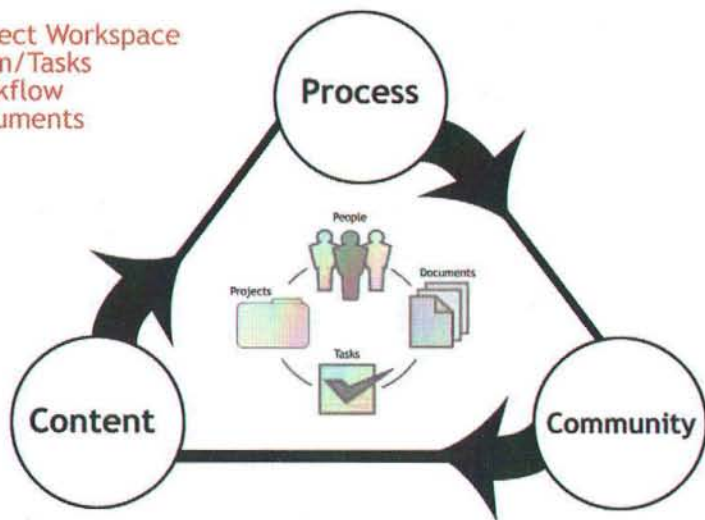 ect Workspace
n/Tasks
kflow
uments
Process
People
Projects
Documents
Tasks
Content
Community